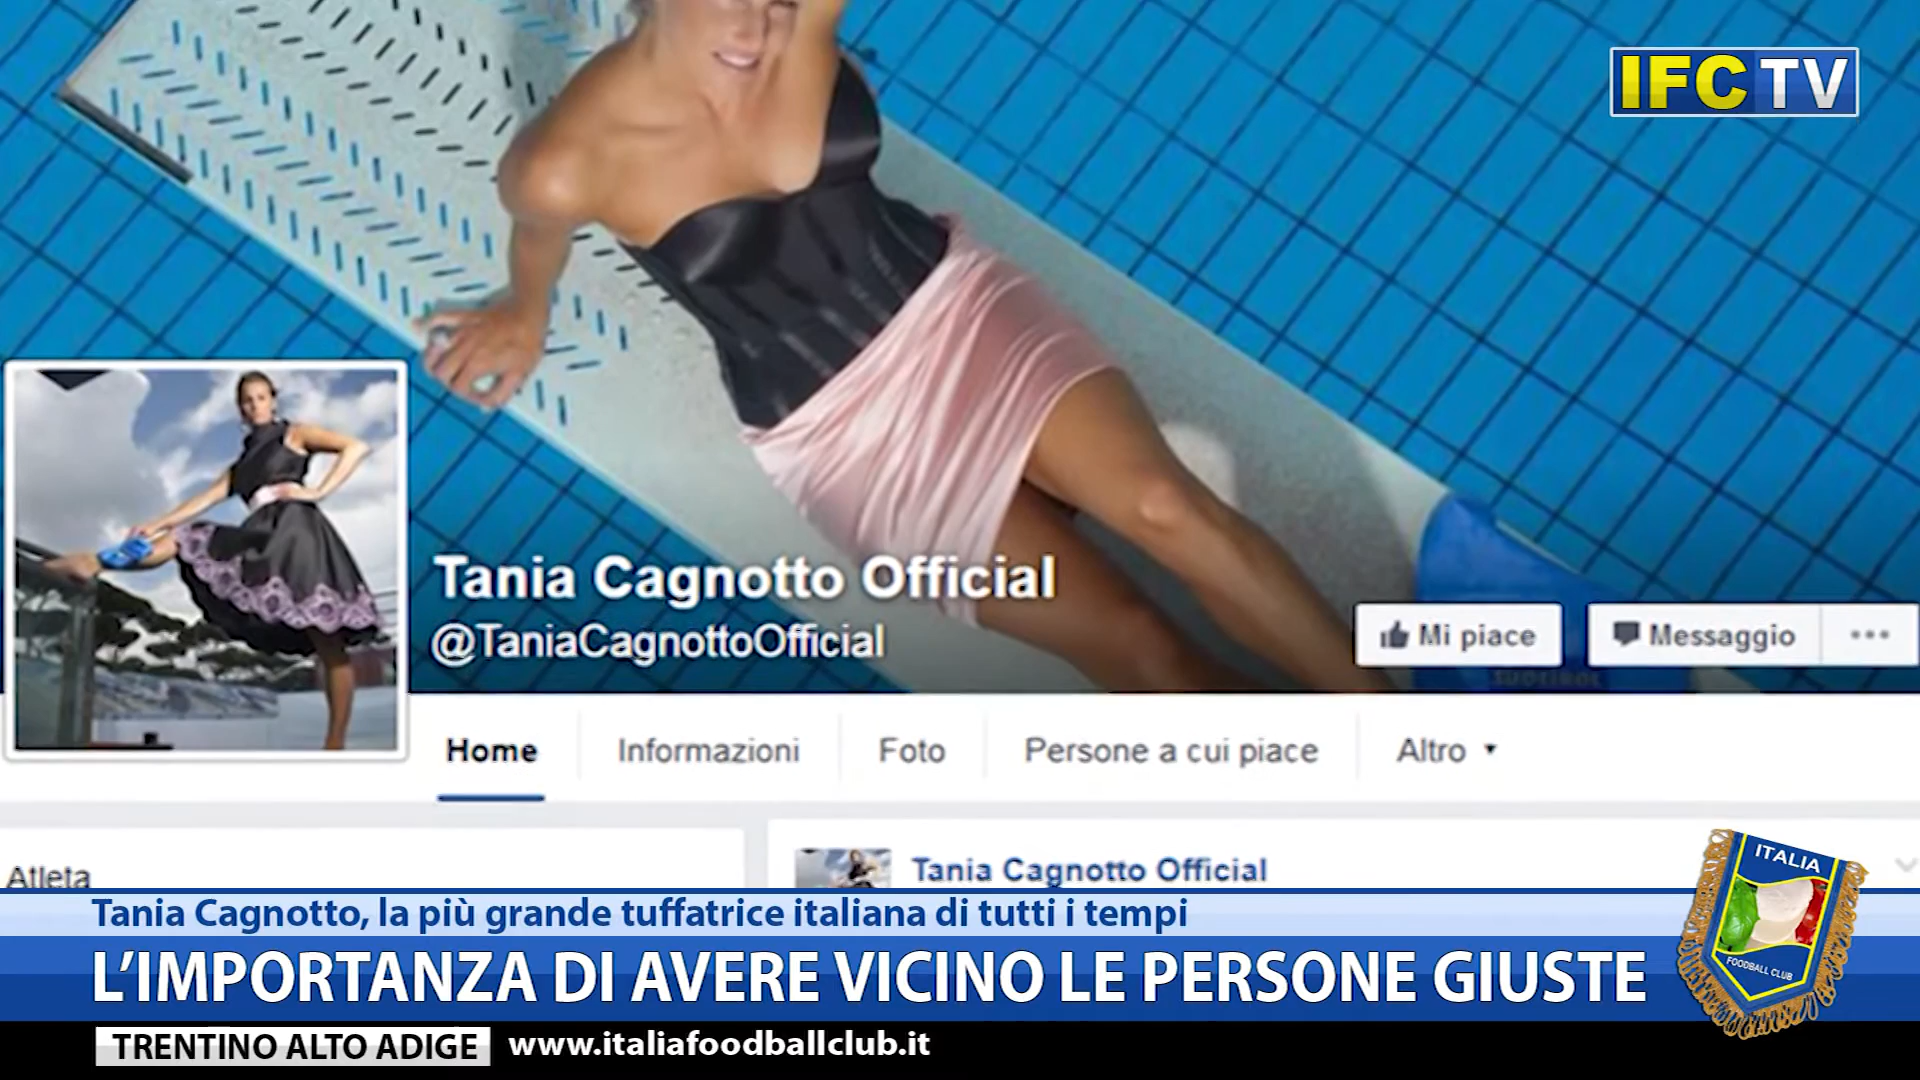 IFC TV
Tania Cagnotto Official
@TaniaCagnottoOfficial
Mi piace
Messaggio
Home
Informazioni
Foto
Persone a cui piace
Altro
Atleta
Tania Cagnotto Official
ITALIA
FOODBALL CLUB
Tania Cagnotto, la più grande tuffatrice italiana di tutti i tempi
L'IMPORTANZA DI AVERE VICINO LE PERSONE GIUSTE
TRENTINO ALTO ADIGE
www.italiafoodballclub.it